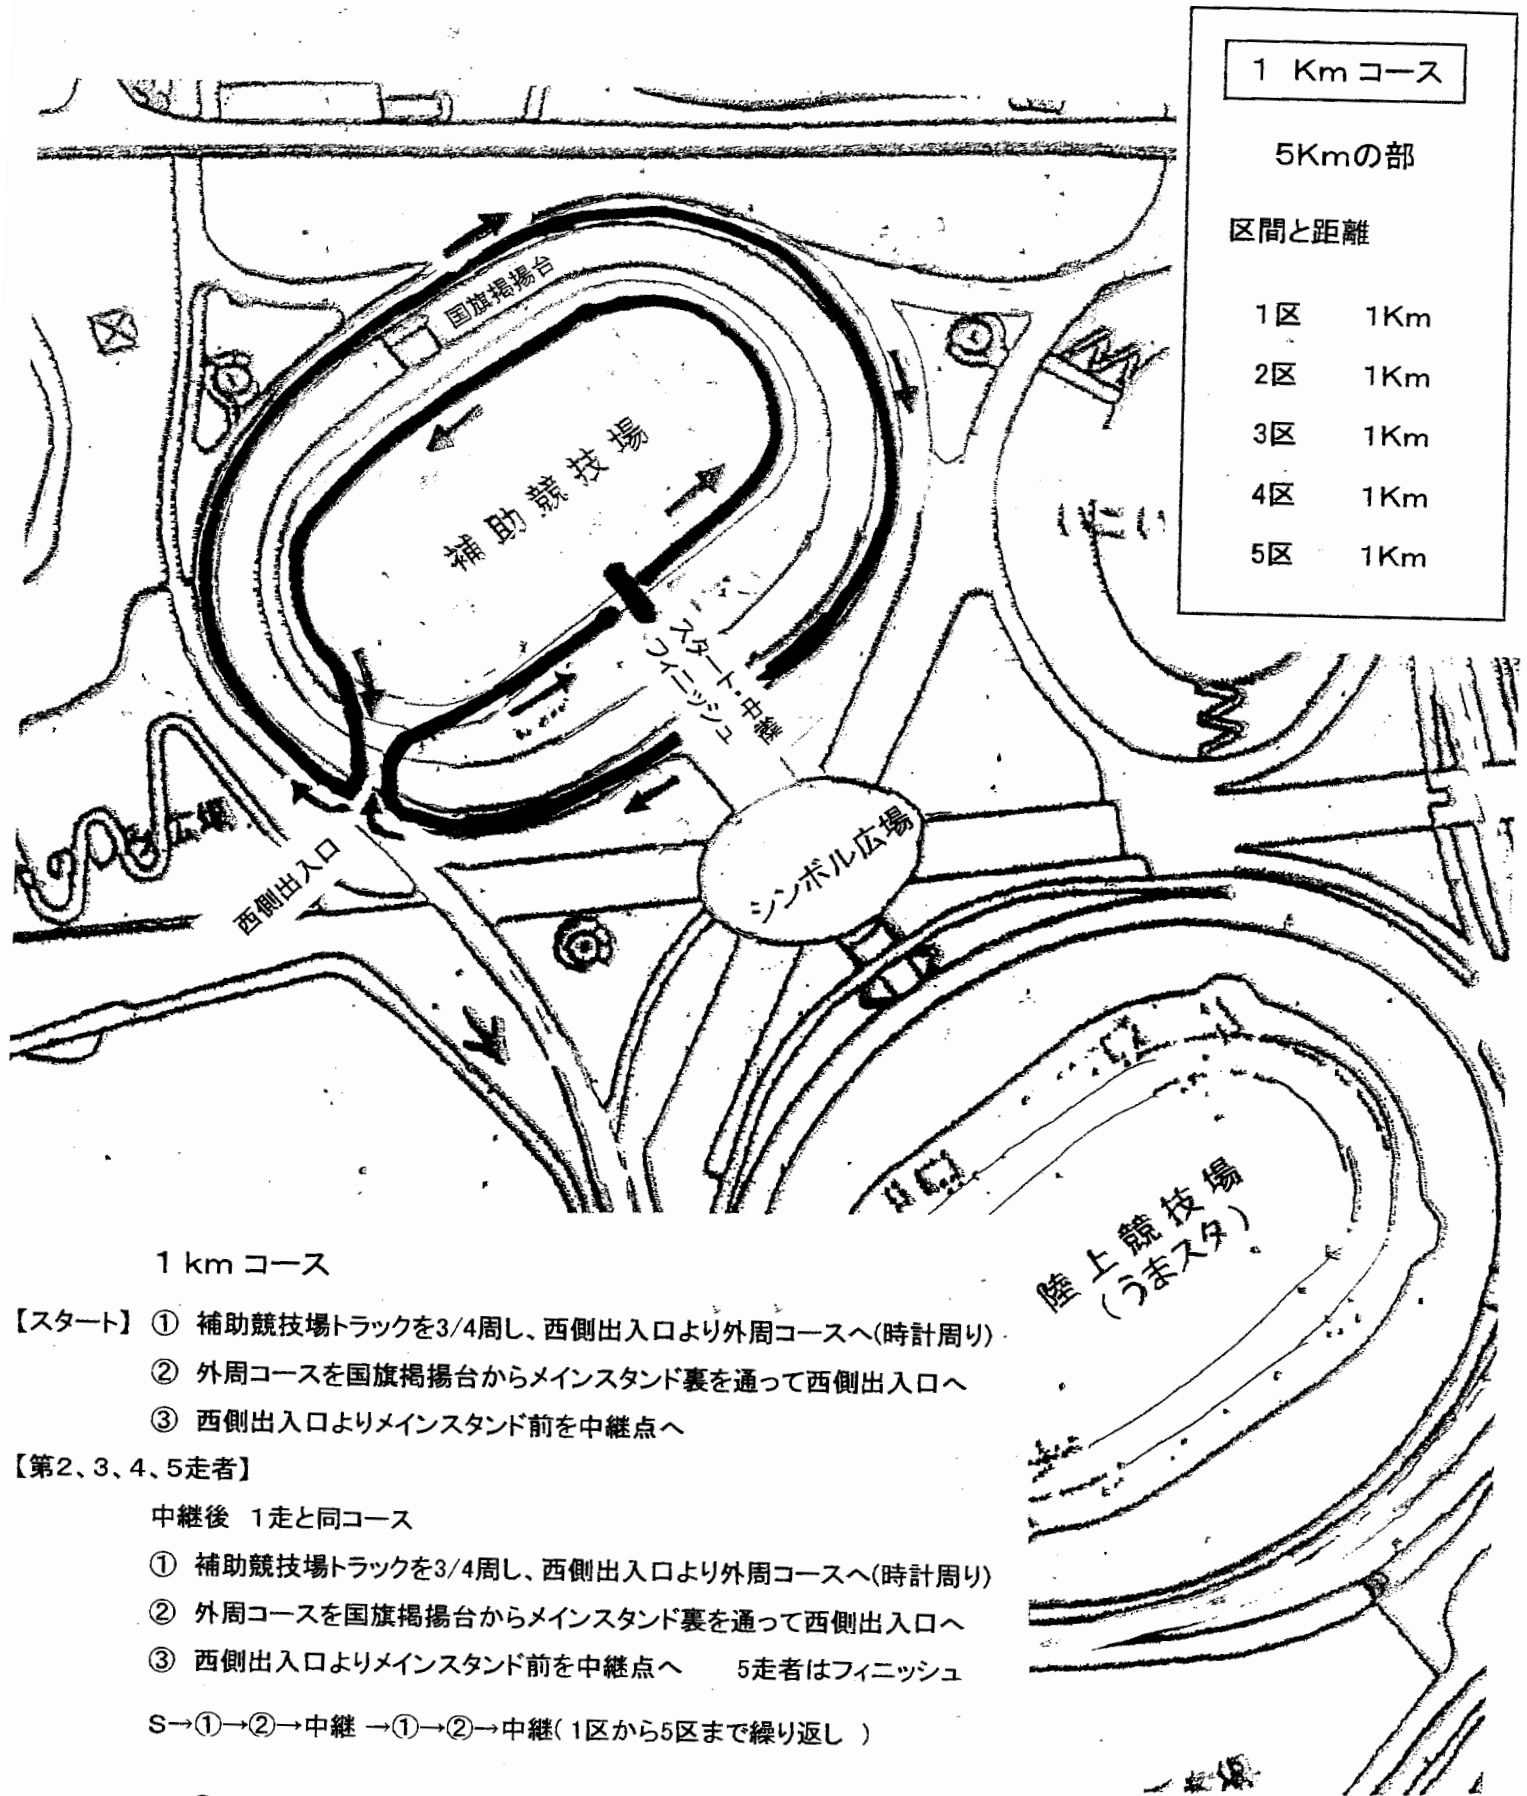 1 Kmコース
5Kmの部
区間と距離
1区 1Km
2区 1Km
3区 1Km
4区 1Km
5区 1Km
国旗掲揚台
補助競技場
スタート・中継
フィニッシュ
シンボル広場
西側出入口
広場
陸上競技場
(うまスタ)
1kmコース
【スタート】 ① 補助競技場トラックを3/4周し、西側出入口より外周コースへ(時計周り)
② 外周コースを国旗掲揚台からメインスタンド裏を通って西側出入口へ
③ 西側出入口よりメインスタンド前を中継点へ
【第2、3、4、5走者】
中継後 1走と同コース
① 補助競技場トラックを3/4周し、西側出入口より外周コースへ(時計周り)
② 外周コースを国旗掲揚台からメインスタンド裏を通って西側出入口へ
③ 西側出入口よりメインスタンド前を中継点へ 5走者はフィニッシュ
S→①→②→中継 →①→②→中継( 1区から5区まで繰り返し )